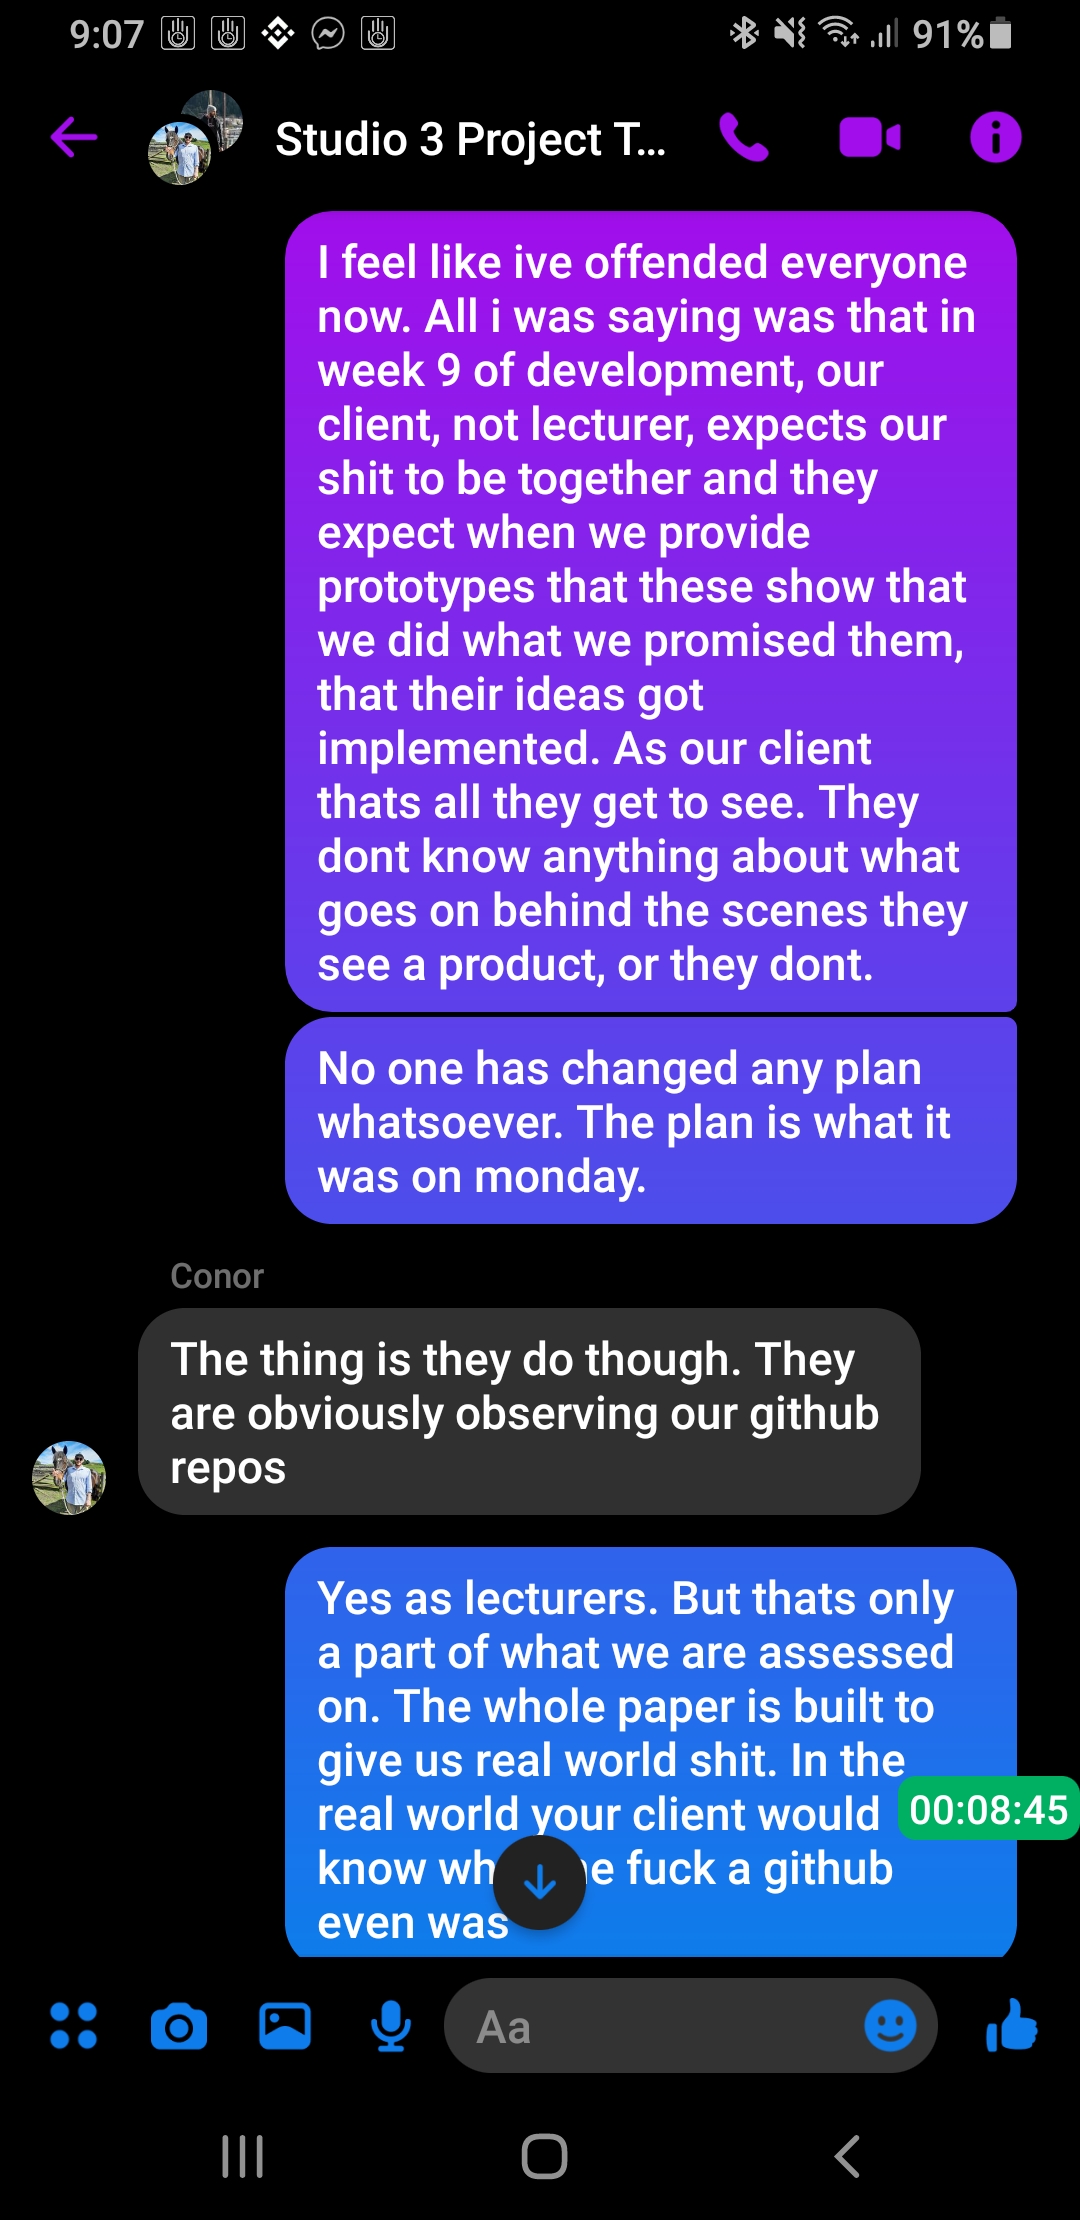 9:07
91%
Studio 3 Project T...
I feel like ive offended everyone
now. All i was saying was that in
week 9 of development, our
client, not lecturer, expects our
shit to be together and they
expect when we provide
prototypes that these show that
we did what we promised them,
that their ideas got
implemented. As our client
thats all they get to see. They
dont know anything about what
goes on behind the scenes they
see a product, or they dont.
No one has changed any plan
whatsoever. The plan is what it
was on monday.
Conor
The thing is they do though. They
are obviously observing our github
repos
Yes as lecturers. But thats only
a part of what we are assessed
on. The whole paper is built to
give us real world shit. In the
real world your client would
00:08:45
know fuck a github
even was
Aa